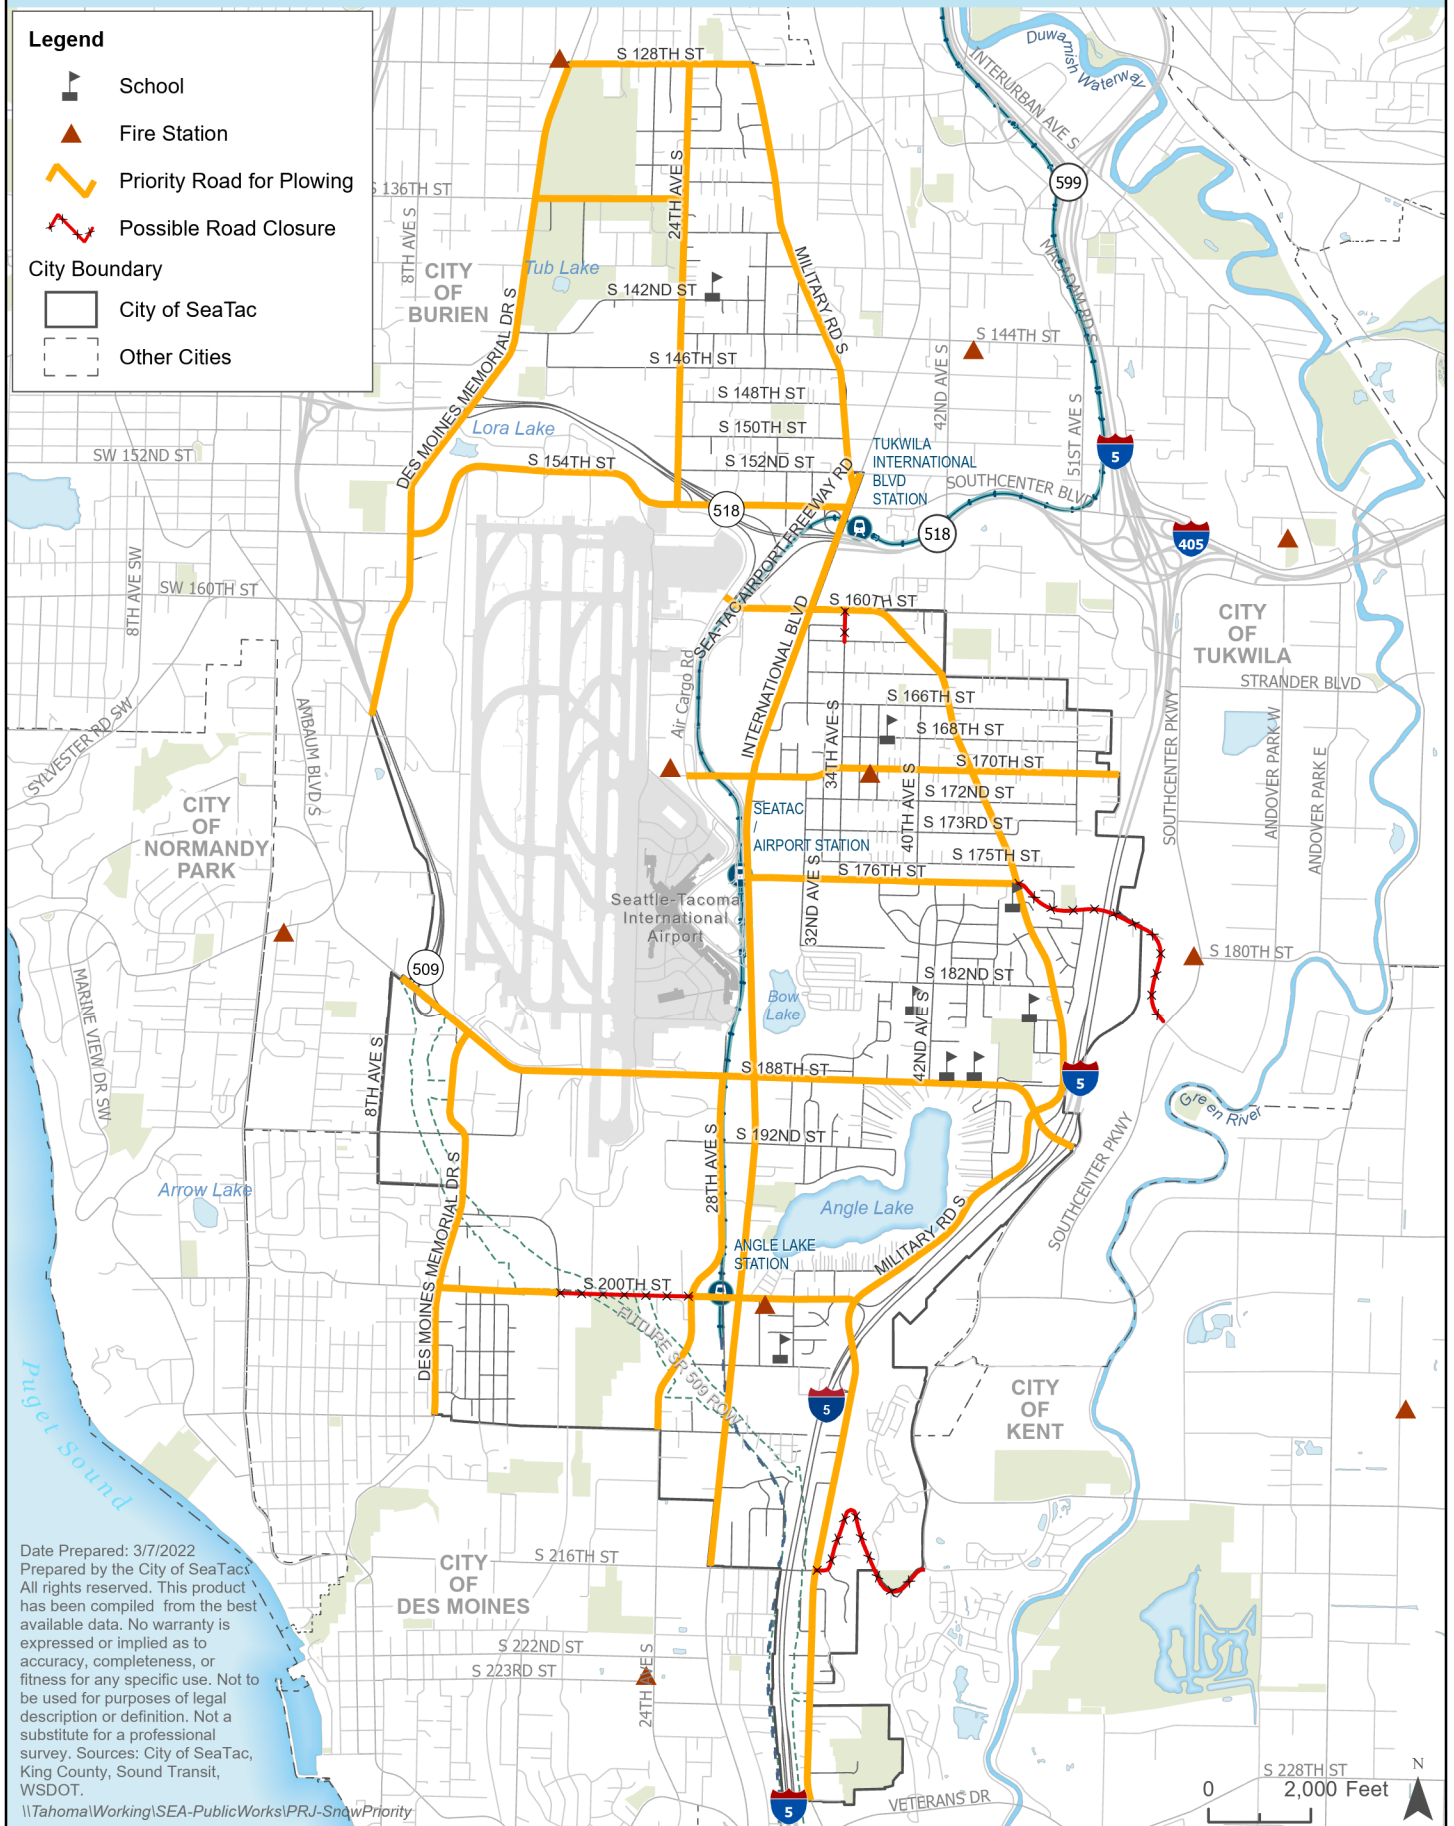 Legend
School
Fire Station
Priority Road for Plowing
Possible Road Closure
City Boundary
City of SeaTac
Other Cities
S 128TH ST
Duwamish Waterway
INTERURBAN AVE S
599
S 136TH ST
24TH AVE S
8TH AVE S
CITY
OF
BURIEN
Tub Lake
S 142ND ST
MILITARY RD S
MACADAM RD S
S 144TH ST
42ND AVE S
DES MOINES MEMORIAL DR S
S 146TH ST
S 148TH ST
51ST AVE S
Lora Lake
S 150TH ST
SW 152ND ST
S 154TH ST
S 152ND ST
TUKWILA
INTERNATIONAL
BLVD
STATION
5
SOUTHCENTER BLVD
518
518
405
SEA-TAC AIRPORT FREEWAY RD
8TH AVE SW
SW 160TH ST
S 160TH ST
CITY
OF
TUKWILA
INTERNATIONAL BLVD
Air Cargo Rd
STRANDER BLVD
S 166TH ST
34TH AVE S
S 168TH ST
SYLVESTER RD SW
AMBAUM BLVD S
SOUTHCENTER PKWY
ANDOVER PARK W
ANDOVER PARK E
S 170TH ST
S 172ND ST
40TH AVE S
CITY
OF
NORMANDY
PARK
SEATAC
/
AIRPORT STATION
S 173RD ST
S 175TH ST
S 176TH ST
32ND AVE S
Seattle-Tacoma
International
Airport
S 180TH ST
509
S 182ND ST
MARINE VIEW DR SW
Bow
Lake
42ND AVE S
8TH AVE S
S 188TH ST
5
Green River
S 192ND ST
28TH AVE S
SOUTHCENTER PKWY
Arrow Lake
Angle Lake
DES MOINES MEMORIAL DR S
MILITARY RD S
ANGLE LAKE
STATION
S 200TH ST
FUTURE SR 509 ROW
Puget Sound
5
CITY
OF
KENT
Date Prepared: 3/7/2022
Prepared by the City of SeaTac.
All rights reserved. This product
has been compiled from the best
available data. No warranty is
expressed or implied as to
accuracy, completeness, or
fitness for any specific use. Not to
be used for purposes of legal
description or definition. Not a
substitute for a professional
survey. Sources: City of SeaTac,
King County, Sound Transit,
WSDOT.
\\Tahoma\Working\SEA-PublicWorks\PRJ-SnowPriority
CITY
OF
DES MOINES
S 216TH ST
S 222ND ST
S 223RD ST
24TH AVE S
5
VETERANS DR
S 228TH ST
0
2,000 Feet
N